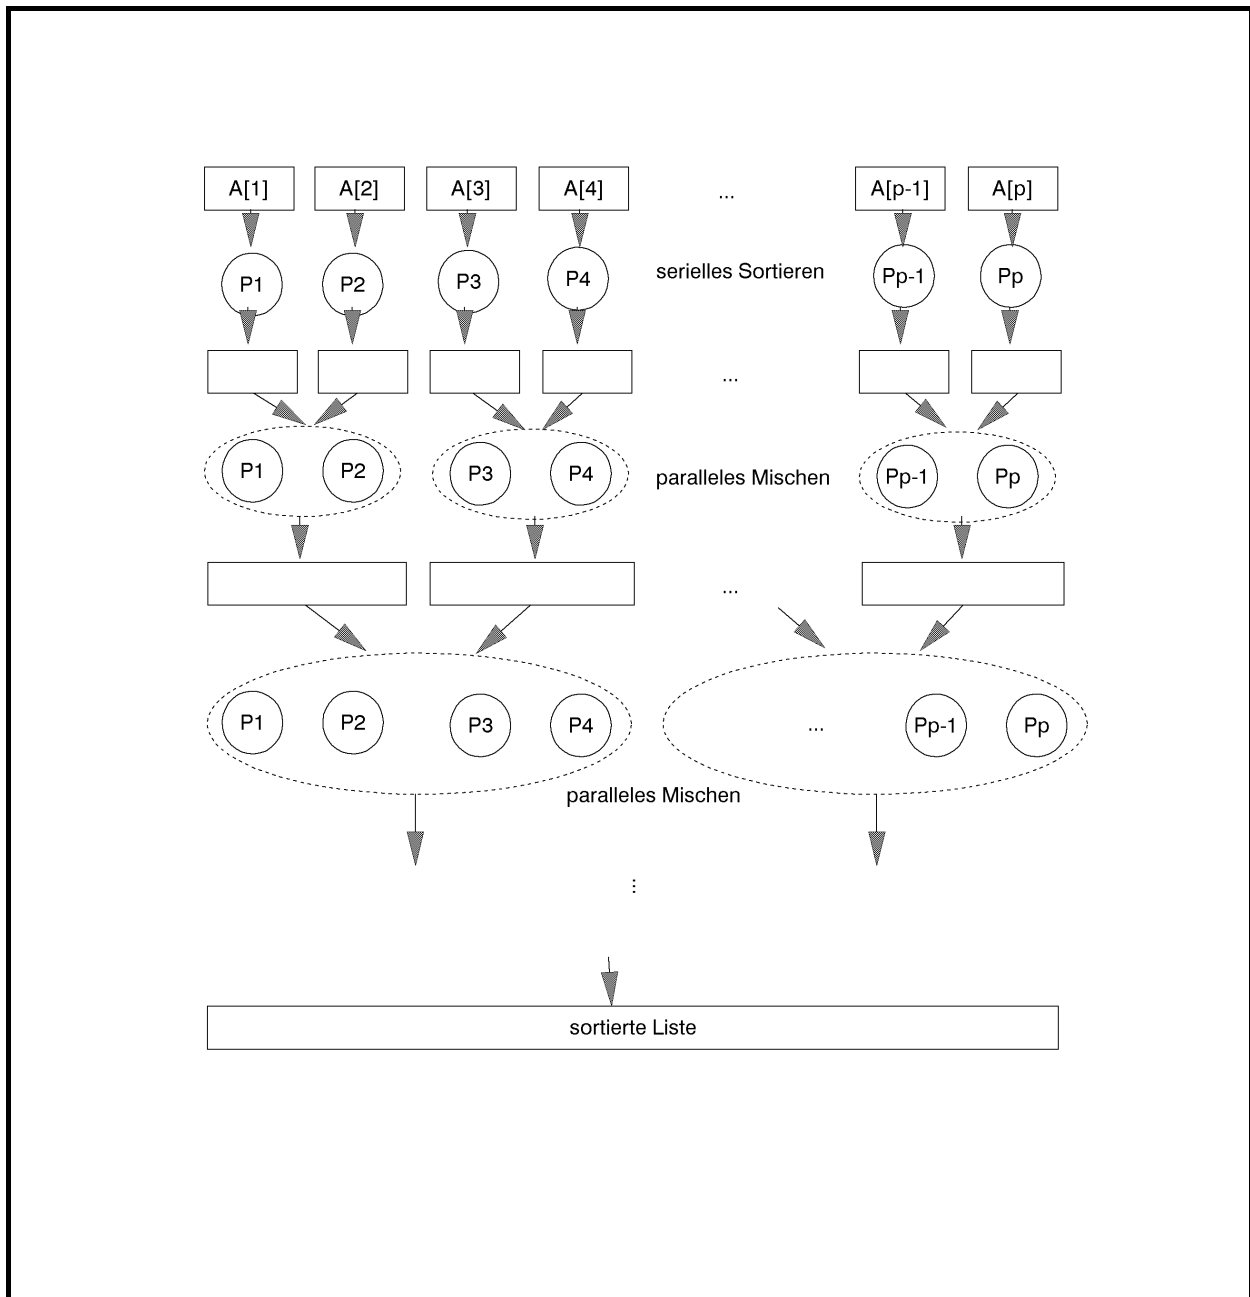 A[1] A[2] A[3] A[4] ... A[p-1] A[p]
P1 P2 P3 P4 serielles Sortieren Pp-1 Pp
...
P1 P2 P3 P4 paralleles Mischen Pp-1 Pp
...
P1 P2 P3 P4 ... Pp-1 Pp
paralleles Mischen
⋮
sortierte Liste